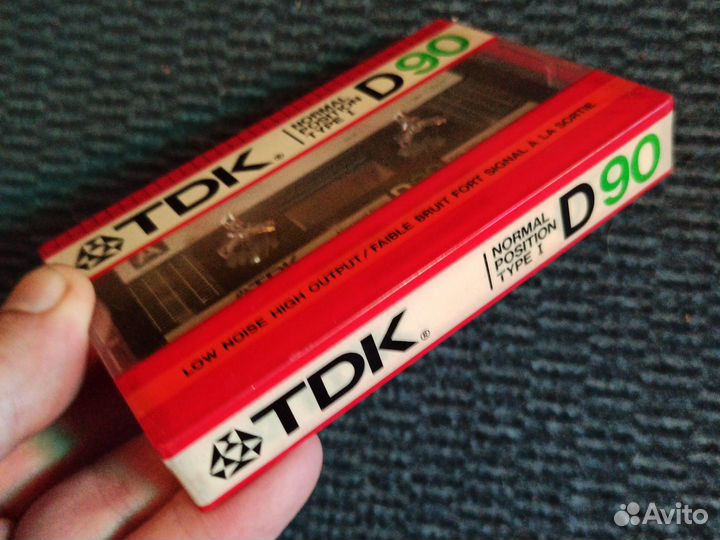 TDK®
NORMAL
POSITION
TYPE I
D90
D
TDK
LOW NOISE HIGH OUTPUT/FAIBLE BRUIT FORT SIGNAL À LA SORTIE
TDK®
NORMAL
POSITION
TYPE I
D90
Avito